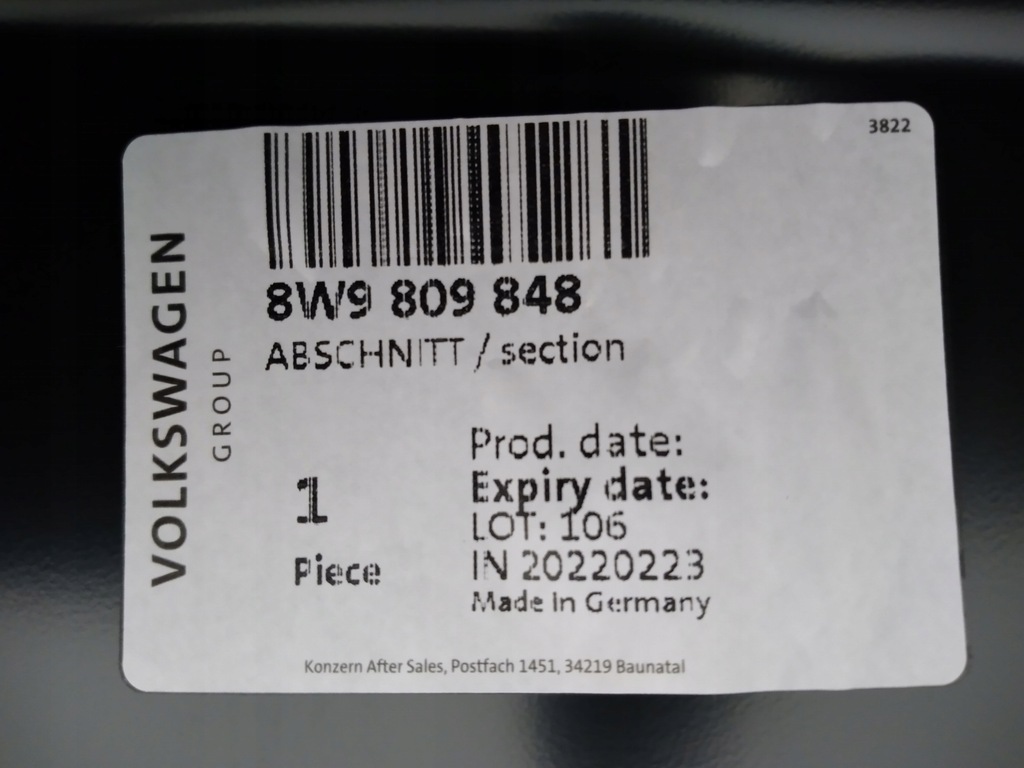 3822
VOLKSWAGEN
GROUP
8W9 809 848
ABSCHNITT / section
Prod. date:
Expiry date:
LOT: 106
IN 20220223
Made in Germany
1
Piece
Konzern After Sales, Postfach 1451, 34219 Baunatal